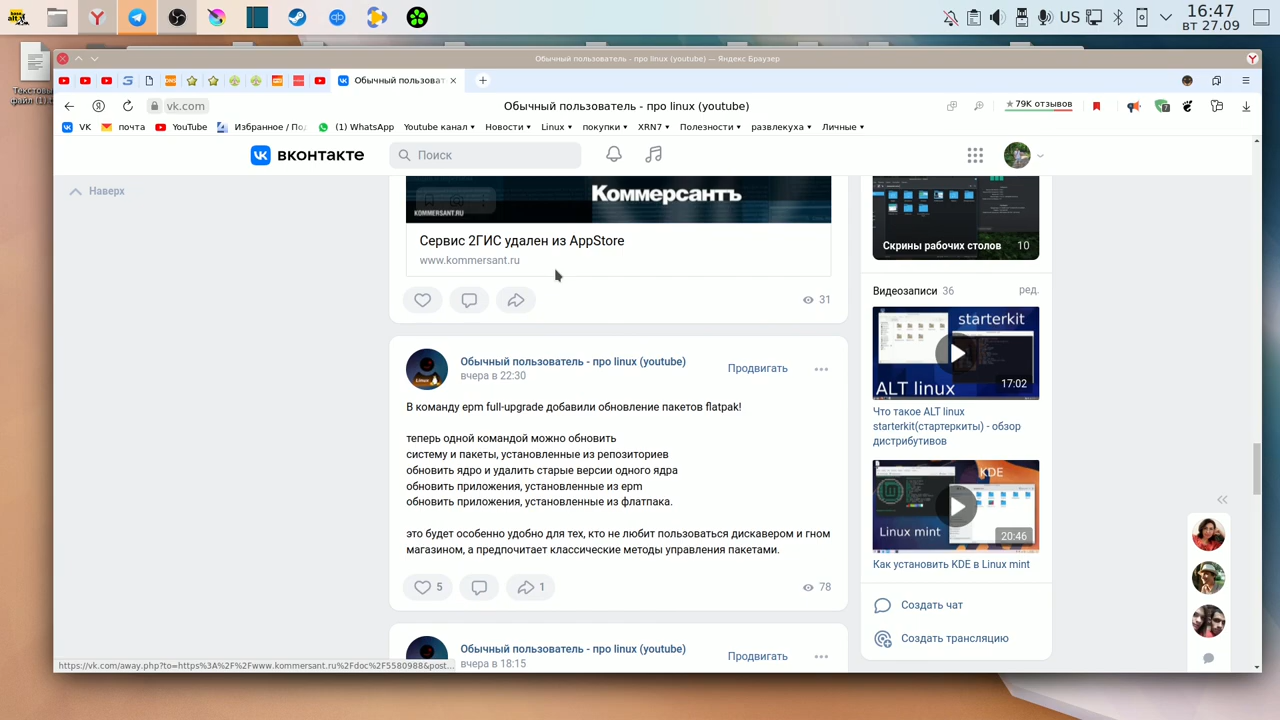 US
16:47
вт 27.09
Текстовы
файл (1).
Обычный пользователь - про linux (youtube) — Яндекс Браузер
Обычный пользоват
vk.com
Обычный пользователь - про linux (youtube)
79K отзывов
VK
почта
YouTube
Избранное / По
(1) WhatsApp
Youtube канал
Новости
Linux
покупки
XRN7
Полезности
развлекуха
Личные
вконтакте
Поиск
Наверх
Коммерсантъ
KOMMERSANT.RU
Сервис 2ГИС удален из AppStore
www.kommersant.ru
31
Обычный пользователь - про linux (youtube)
вчера в 22:30
Продвигать
В команду epm full-upgrade добавили обновление пакетов flatpak!
теперь одной командой можно обновить
систему и пакеты, установленные из репозиториев
обновить ядро и удалить старые версии одного ядра
обновить приложения, установленные из epm
обновить приложения, установленные из флатпака.
это будет особенно удобно для тех, кто не любит пользоваться дискавером и гном
магазином, а предпочитает классические методы управления пакетами.
5
1
78
Обычный пользователь - про linux (youtube)
вчера в 18:15
Продвигать
Скрины рабочих столов 10
Видеозаписи 36
ред.
starterkit
ALT linux
17:02
Что такое ALT linux
starterkit(стартеркиты) - обзор
дистрибутивов
KDE
Linux mint
20:46
Как установить KDE в Linux mint
Создать чат
Создать трансляцию
https://vk.com/away.php?to=https%3A%2F%2Fwww.kommersant.ru%2Fdoc%2F5580988&post...